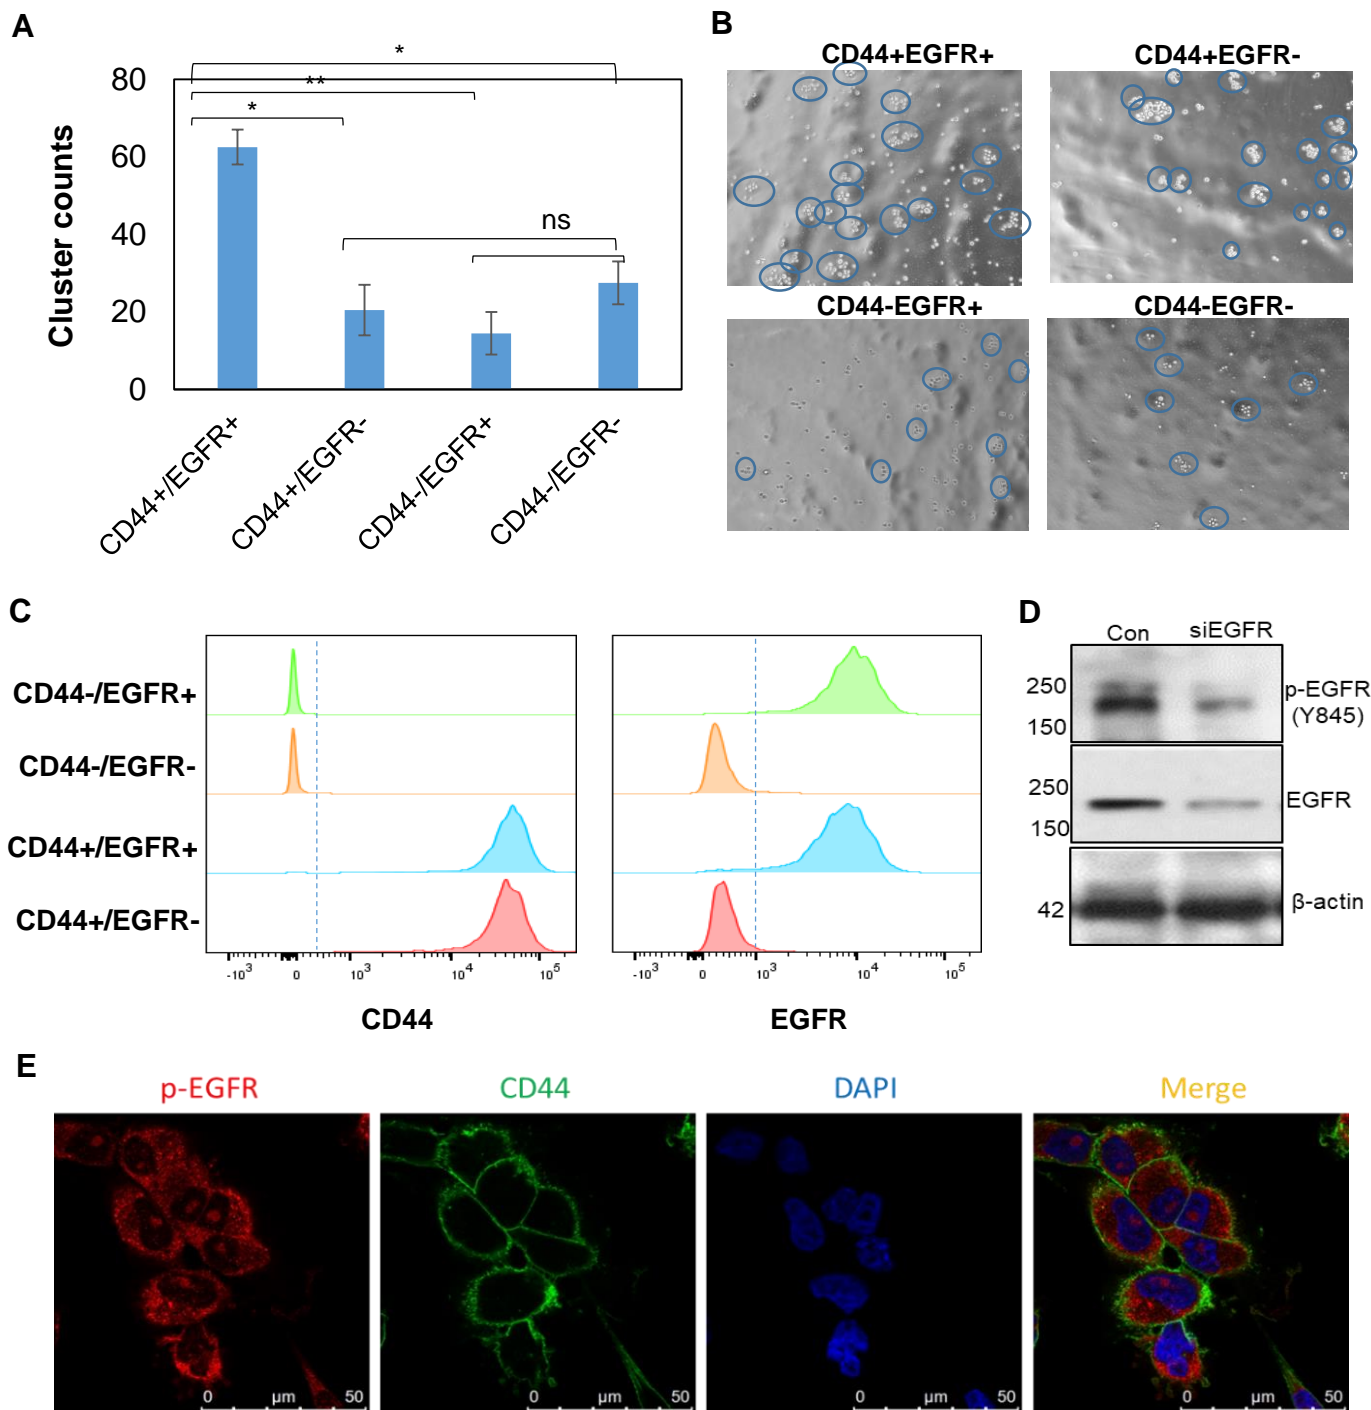 A
*
**
*
ns
80
60
40
20
0
Cluster counts
CD44+/EGFR+
CD44+/EGFR-
CD44-/EGFR+
CD44-/EGFR-
B
CD44+EGFR+
CD44+EGFR-
CD44-EGFR+
CD44-EGFR-
C
CD44-/EGFR+
CD44-/EGFR-
CD44+/EGFR+
CD44+/EGFR-
-10³ 0 10³ 10⁴ 10⁵
CD44
-10³ 0 10³ 10⁴ 10⁵
EGFR
D
Con siEGFR
250
150
p-EGFR
(Y845)
250
150
EGFR
42
β-actin
E
p-EGFR CD44 DAPI Merge
0 µm 50
0 µm 50
0 µm 50
0 µm 50